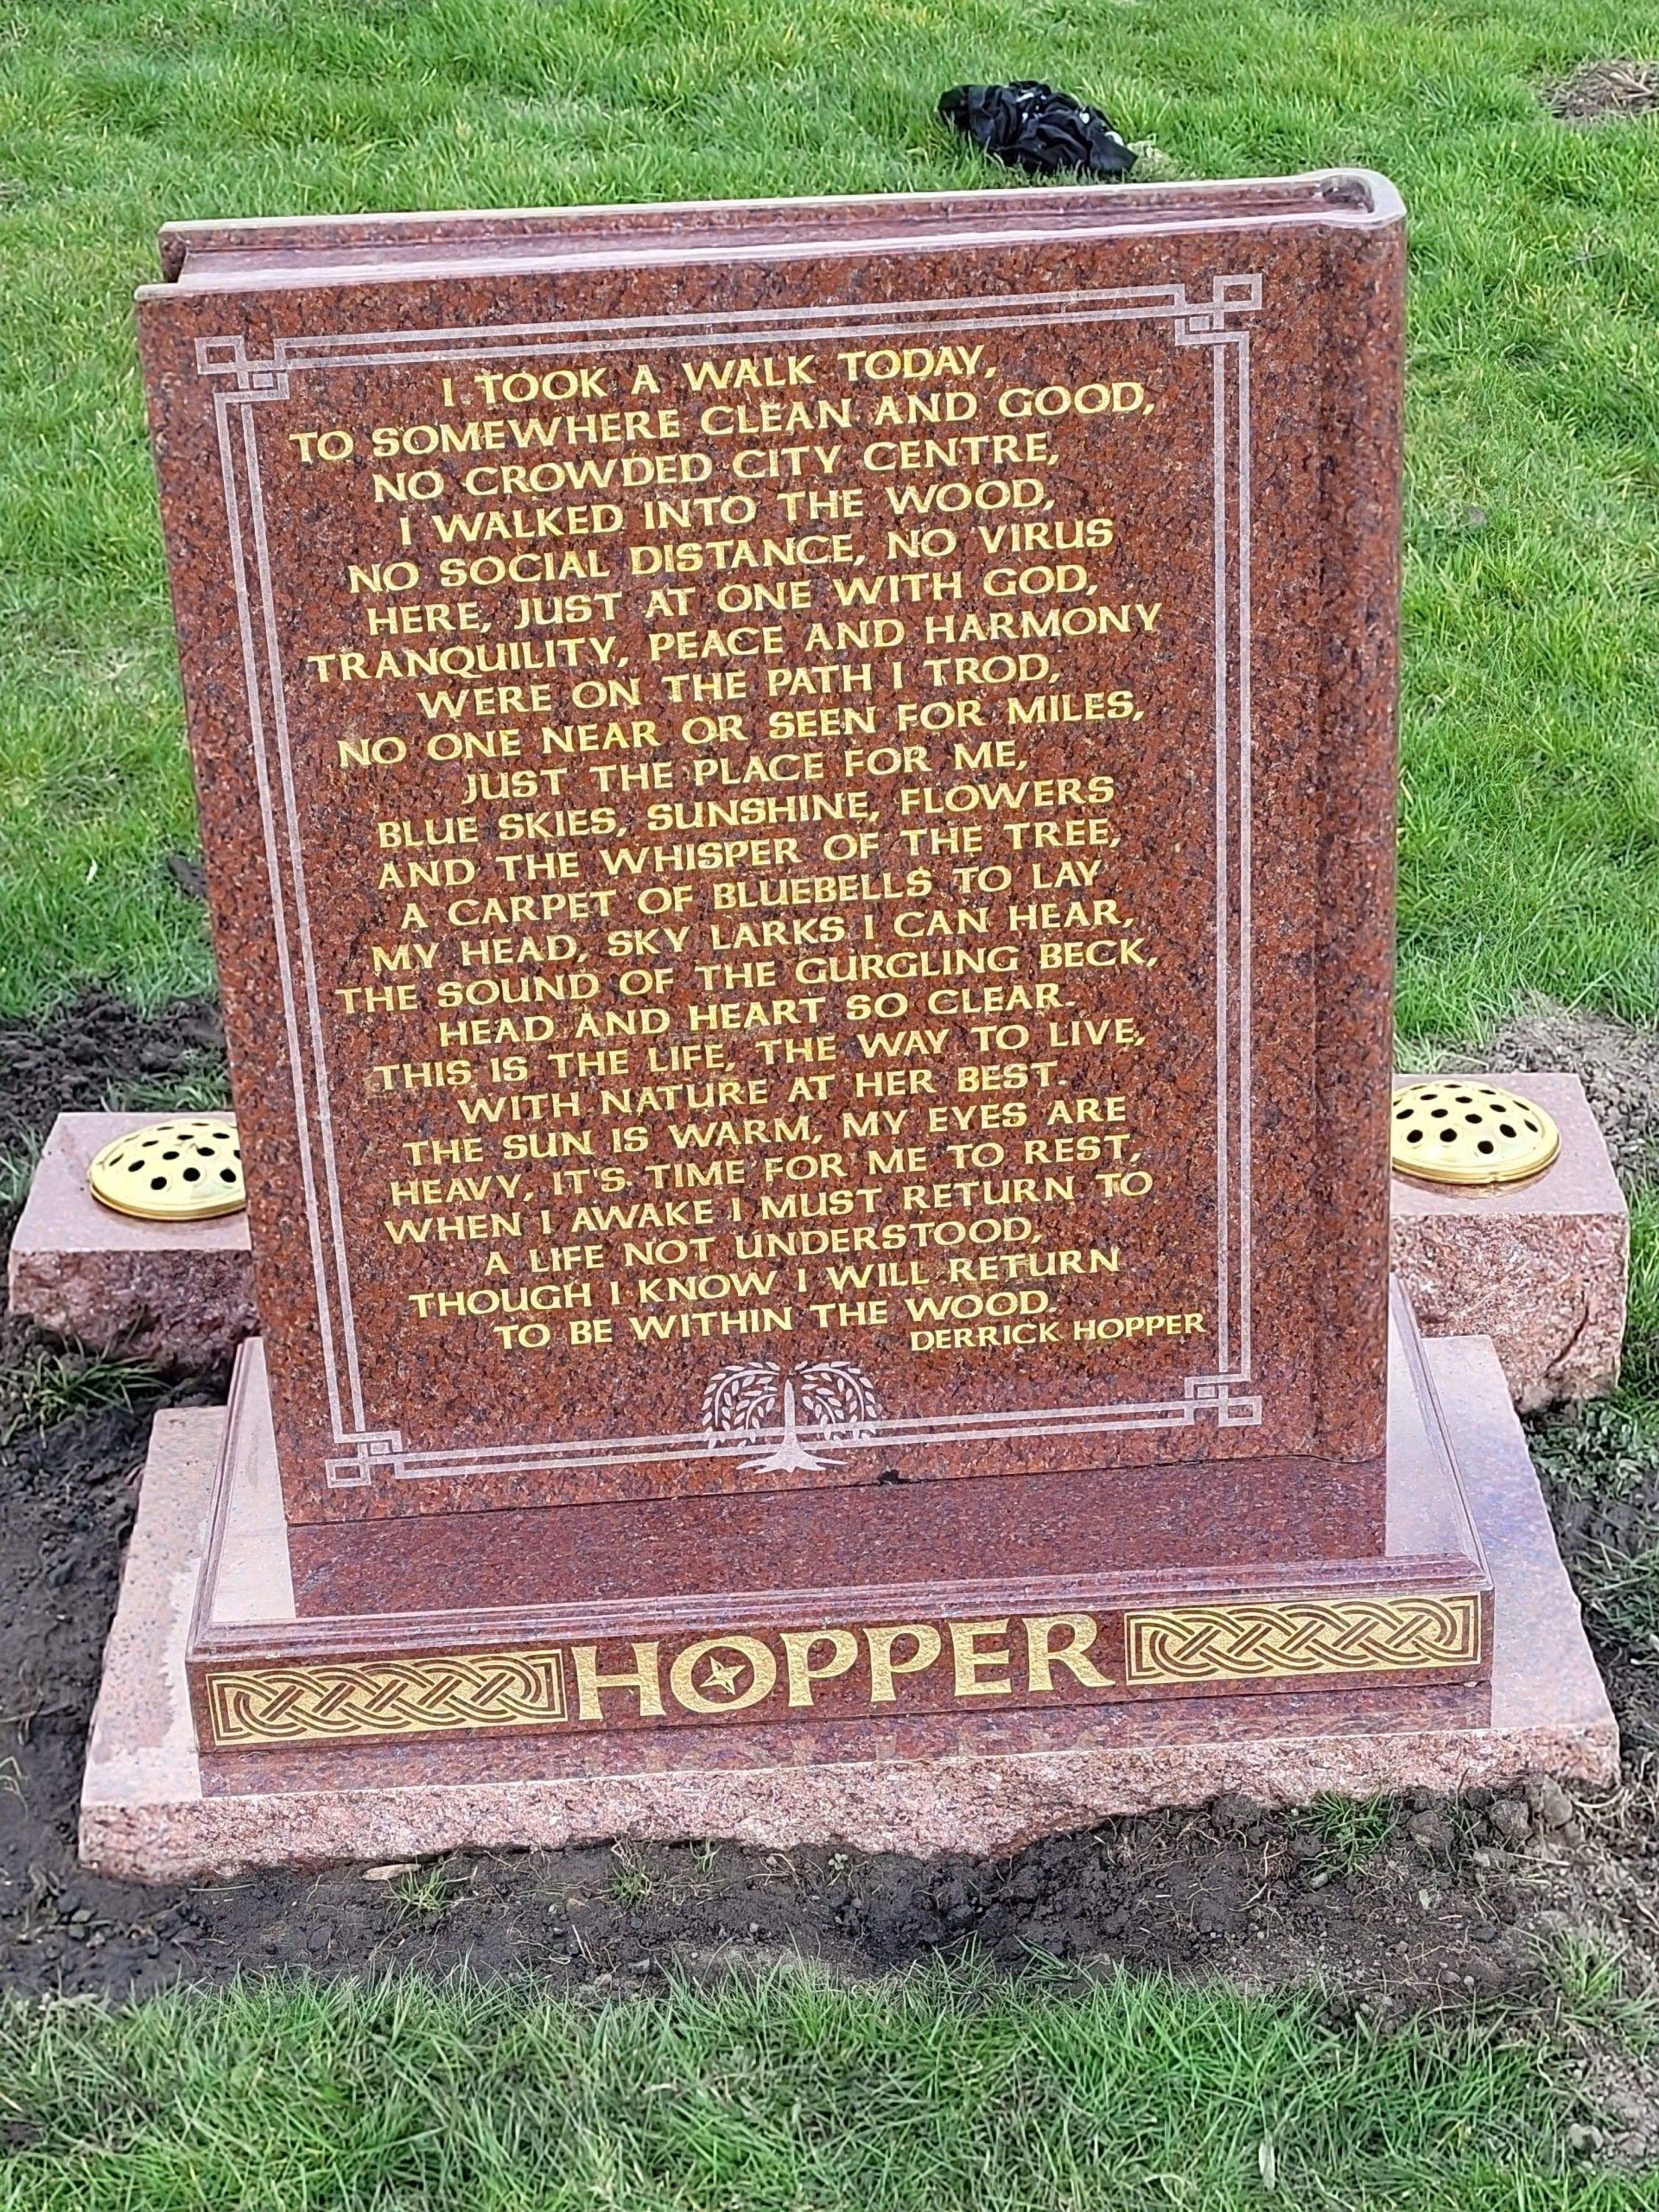 I TOOK A WALK TODAY,
TO SOMEWHERE CLEAN AND GOOD,
NO CROWDED CITY CENTRE,
I WALKED INTO THE WOOD,
NO SOCIAL DISTANCE, NO VIRUS
HERE, JUST AT ONE WITH GOD,
TRANQUILITY, PEACE AND HARMONY
WERE ON THE PATH I TROD,
NO ONE NEAR OR SEEN FOR MILES,
JUST THE PLACE FOR ME,
BLUE SKIES, SUNSHINE, FLOWERS
AND THE WHISPER OF THE TREE,
A CARPET OF BLUEBELLS TO LAY
MY HEAD, SKY LARKS I CAN HEAR,
THE SOUND OF THE GURGLING BECK,
HEAD AND HEART SO CLEAR.
THIS IS THE LIFE, THE WAY TO LIVE,
WITH NATURE AT HER BEST.
THE SUN IS WARM, MY EYES ARE
HEAVY, IT'S TIME FOR ME TO REST,
WHEN I AWAKE I MUST RETURN TO
A LIFE NOT UNDERSTOOD,
THOUGH I KNOW I WILL RETURN
TO BE WITHIN THE WOOD.
DERRICK HOPPER
HOPPER